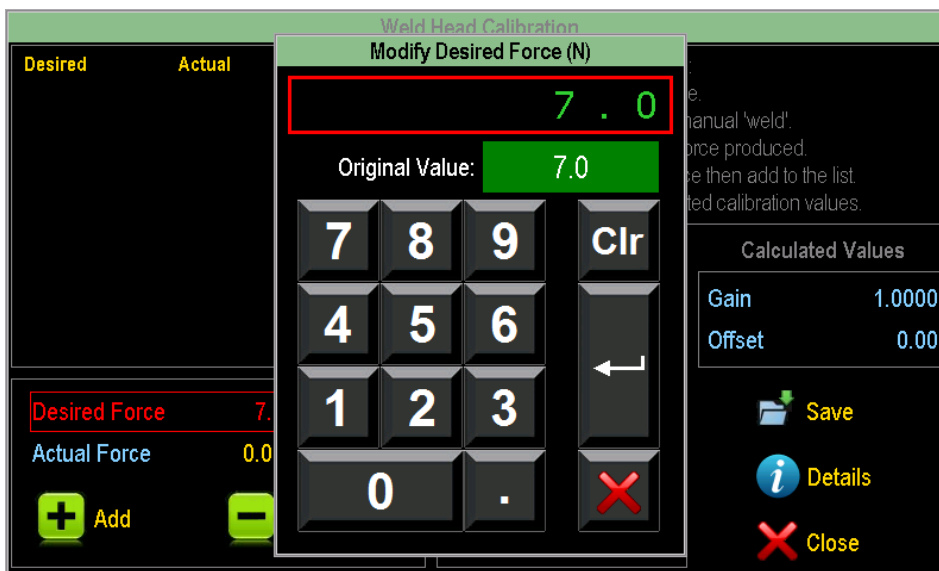 Weld Head Calibration
Modify Desired Force (N)
Desired Actual
7.0
Original Value: 7.0
7 8 9 Clr
4 5 6
1 2 3
0 .
:
e.
manual 'weld'.
force produced.
then add to the list.
calibration values.
Calculated Values
Gain 1.0000
Offset 0.00
Desired Force 7.
Actual Force 0.0
Add
Save
Details
Close